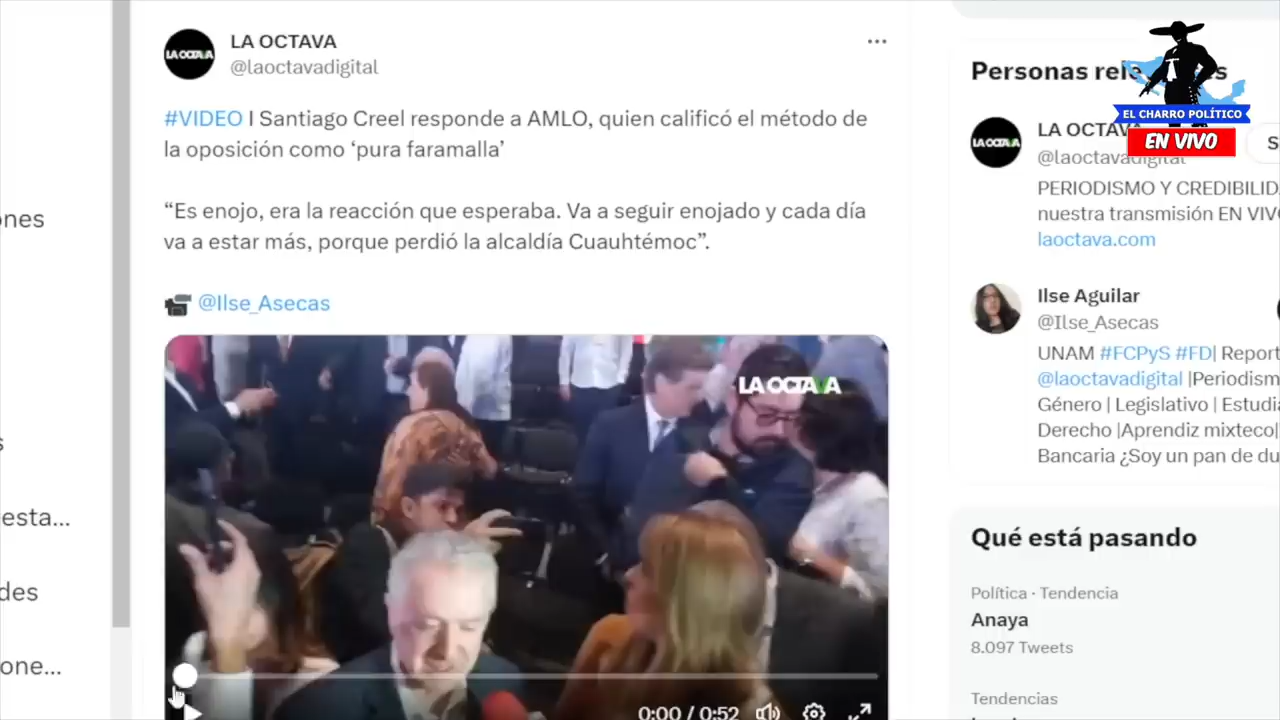 LA OCTAVA
@laoctavadigital
#VIDEO I Santiago Creel responde a AMLO, quien calificó el método de
la oposición como ‘pura faramalla’
“Es enojo, era la reacción que esperaba. Va a seguir enojado y cada día
va a estar más, porque perdió la alcaldía Cuauhtémoc”.
@Ilse_Asecas
LA OCTAVA
0:00 / 0:52
ones
esta...
des
one...
Personas
EL CHARRO POLÍTICO
EN VIVO
LA OCTAVA
LA OCTAVA
@laoctavadigital
PERIODISMO Y CREDIBILID
nuestra transmisión EN VIV
laoctava.com
Ilse Aguilar
@Ilse_Asecas
UNAM #FCPyS #FD| Report
@laoctavadigital |Periodism
Género | Legislativo | Estudia
Derecho |Aprendiz mixteco|
Bancaria ¿Soy un pan de du
Qué está pasando
Política · Tendencia
Anaya
8.097 Tweets
Tendencias